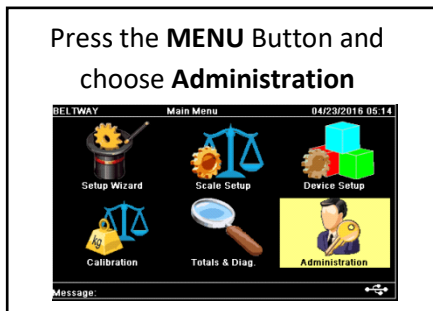 Press the MENU Button and
choose Administration
BELTWAY Main Menu 04/23/2016 05:14
Setup Wizard Scale Setup Device Setup
kg
Calibration Totals & Diag. Administration
Message: